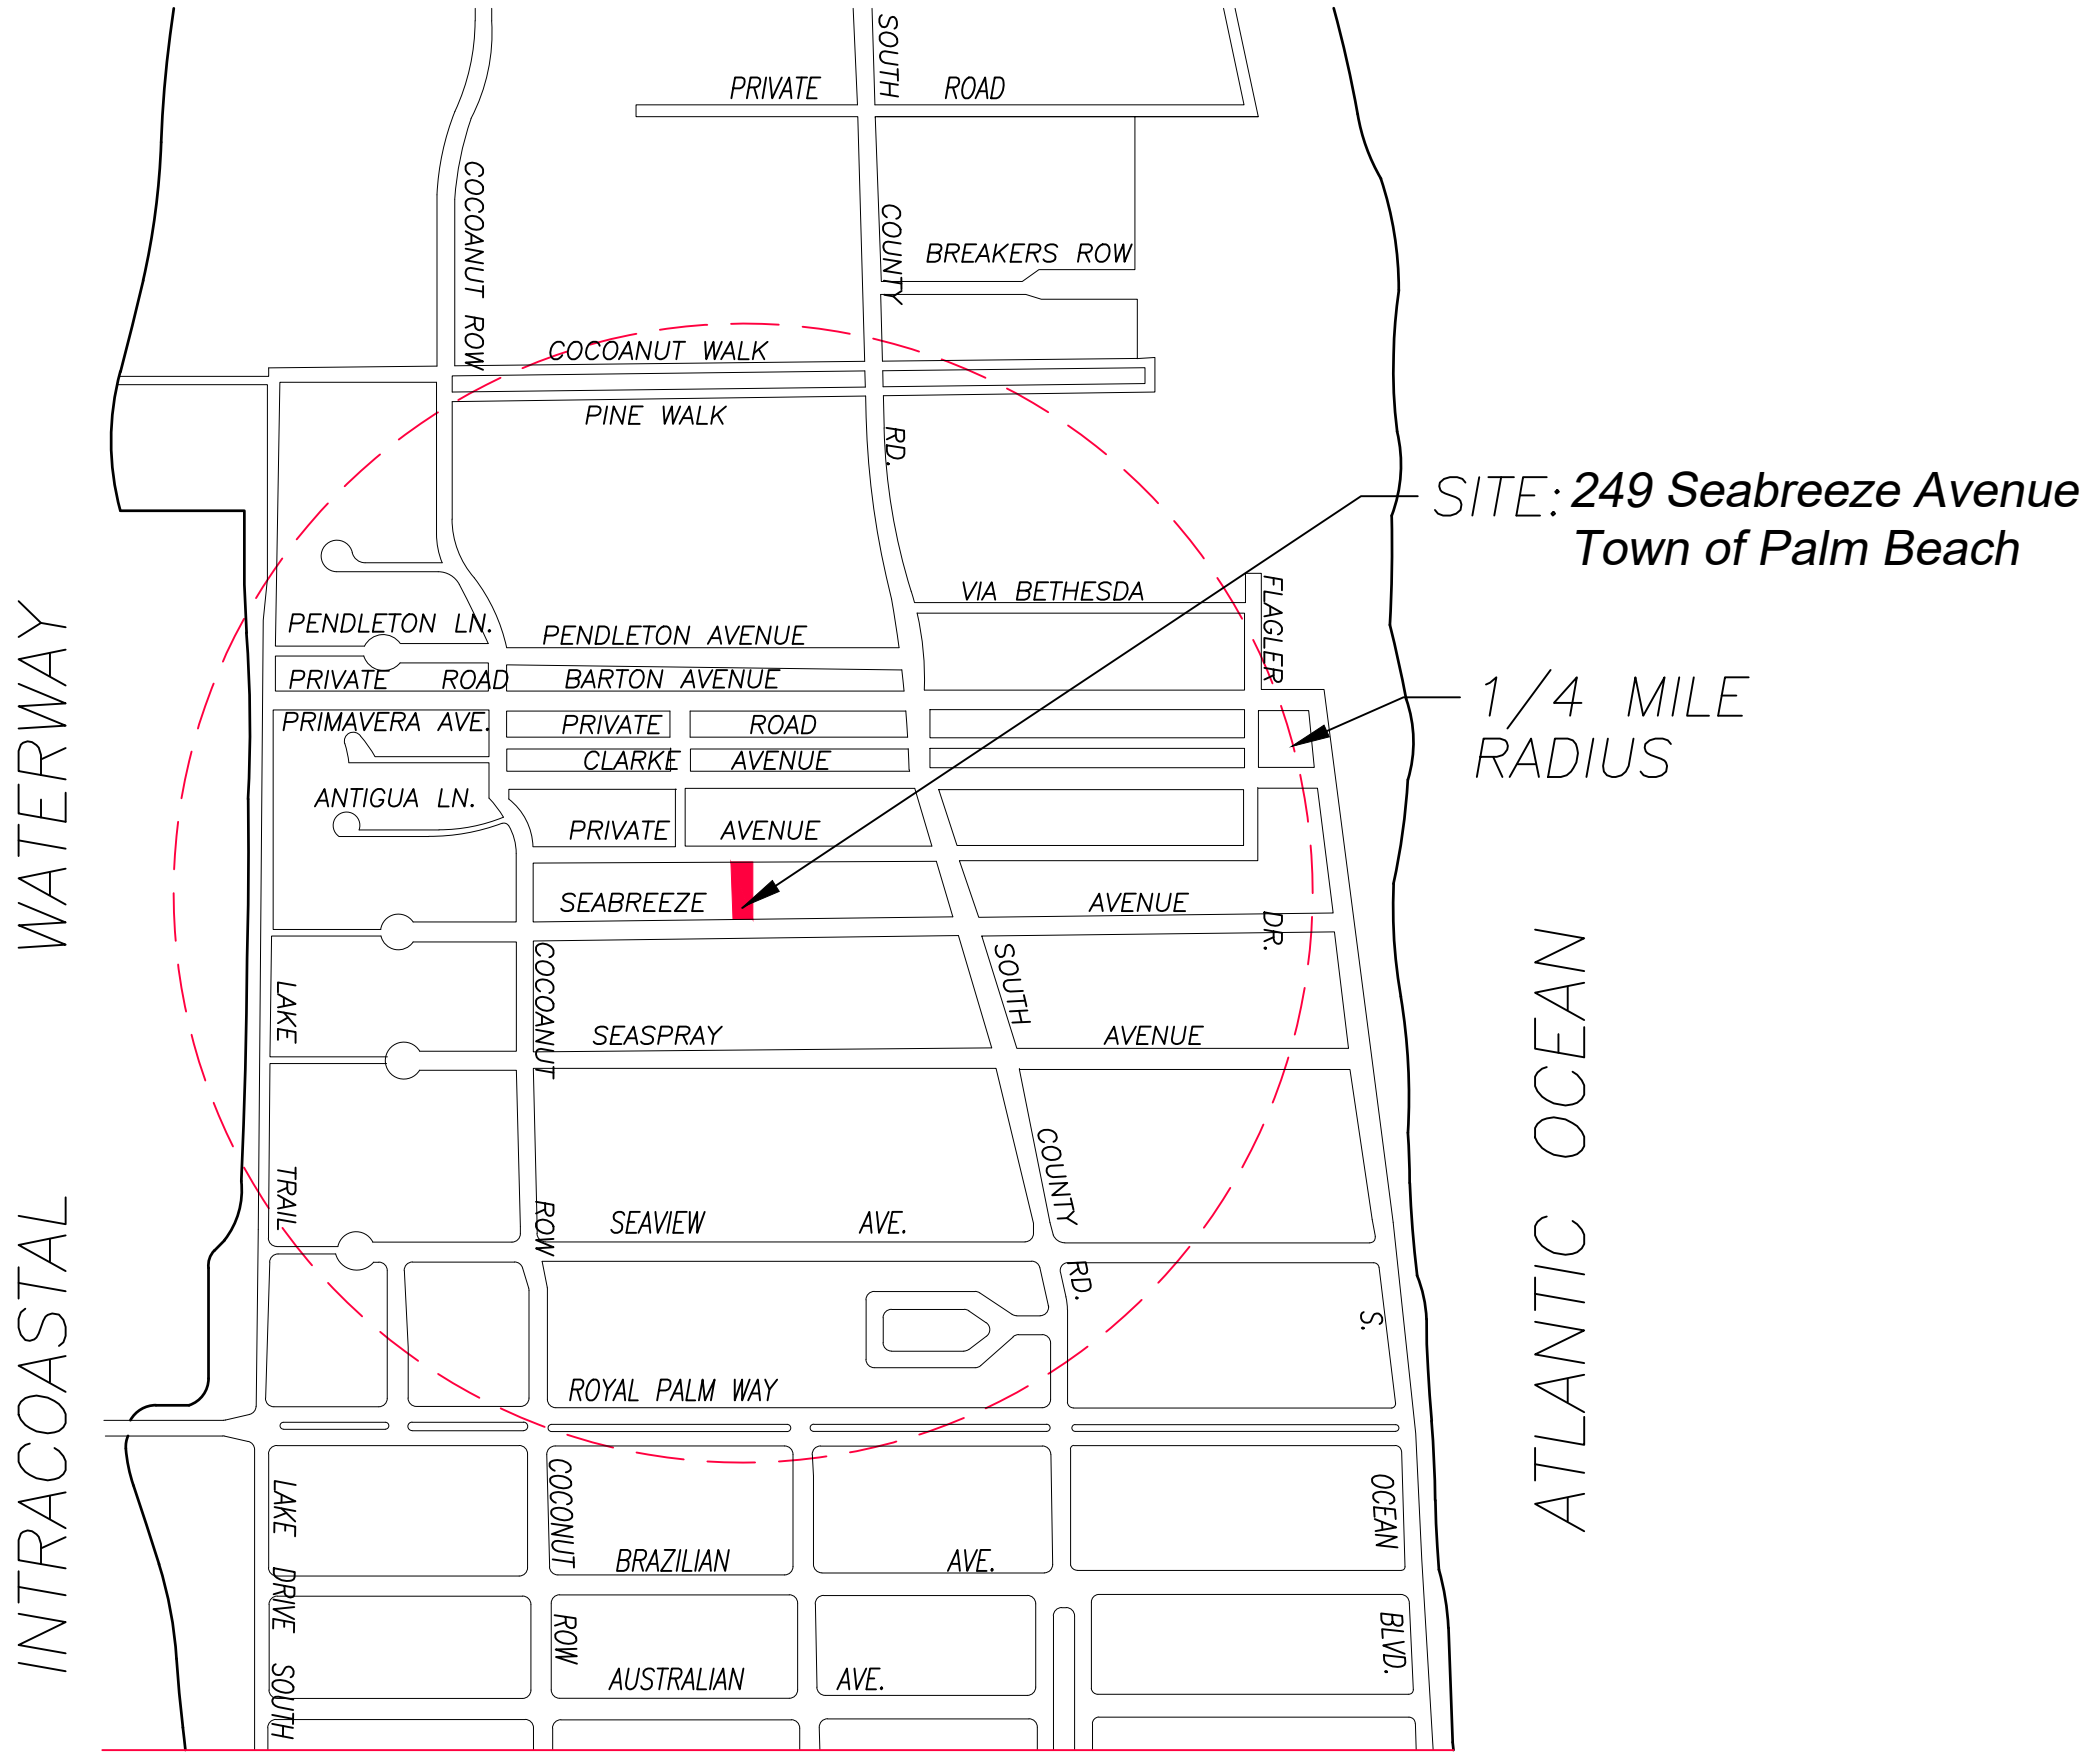 SOUTH
PRIVATE ROAD
COCOANUT ROW
COUNTY
BREAKERS ROW
COCOANUT WALK
PINE WALK
RD.
SITE: 249 Seabreeze Avenue
Town of Palm Beach
VIA BETHESDA
FLAGLER
PENDLETON LN.
PENDLETON AVENUE
PRIVATE ROAD
BARTON AVENUE
1/4 MILE
RADIUS
PRIMAVERA AVE.
PRIVATE ROAD
CLARKE AVENUE
ANTIGUA LN.
PRIVATE AVENUE
SEABREEZE AVENUE
DR.
INTRACOASTAL WATERWAY
ATLANTIC OCEAN
LAKE
COCOANUT
SOUTH
SEASPRAY AVENUE
TRAIL
ROW
COUNTY
SEAVIEW AVE.
RD.
S.
ROYAL PALM WAY
LAKE DRIVE SOUTH
COCONUT
OCEAN
BRAZILIAN AVE.
ROW
BLVD.
AUSTRALIAN AVE.